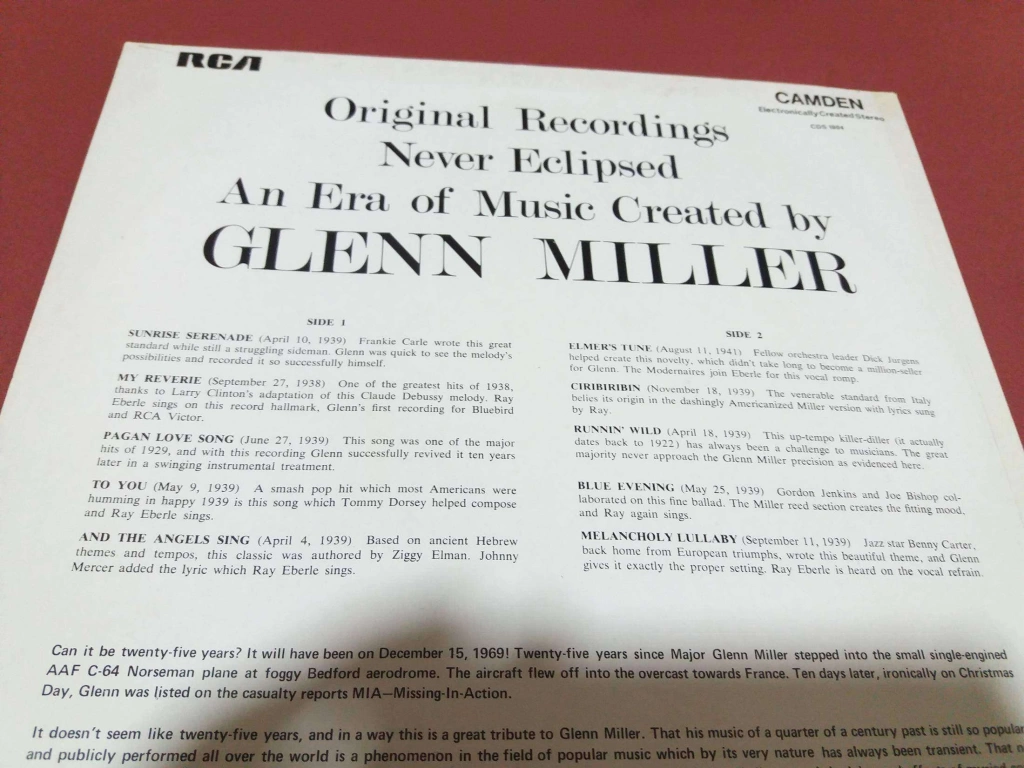 RCA
CAMDEN
Electronically Created Stereo
Original Recordings
Never Eclipsed
An Era of Music Created by
GLENN MILLER
SIDE 1
SUNRISE SERENADE (April 10, 1939) Frankie Carle wrote this great
standard while still a struggling sideman. Glenn was quick to see the melody's
possibilities and recorded it so successfully himself.
MY REVERIE (September 27, 1938) One of the greatest hits of 1938,
thanks to Larry Clinton's adaptation of this Claude Debussy melody. Ray
Eberle sings on this record hallmark, Glenn's first recording for Bluebird
and RCA Victor.
PAGAN LOVE SONG (June 27, 1939) This song was one of the major
hits of 1929, and with this recording Glenn successfully revived it ten years
later in a swinging instrumental treatment.
TO YOU (May 9, 1939) A smash pop hit which most Americans were
humming in happy 1939 is this song which Tommy Dorsey helped compose
and Ray Eberle sings.
AND THE ANGELS SING (April 4, 1939) Based on ancient Hebrew
themes and tempos, this classic was authored by Ziggy Elman. Johnny
Mercer added the lyric which Ray Eberle sings.
SIDE 2
ELMER'S TUNE (August 11, 1941) Fellow orchestra leader Dick Jurgens
helped create this novelty, which didn't take long to become a million-seller
for Glenn. The Modernaires join Eberle for this vocal romp.
CIRIBIRIBIN (November 18, 1939) The venerable standard from Italy
belies its origin in the dashingly Americanized Miller version with lyrics sung
by Ray.
RUNNIN' WILD (April 18, 1939) This up-tempo killer-diller (it actually
dates back to 1922) has always been a challenge to musicians. The great
majority never approach the Glenn Miller precision as evidenced here.
BLUE EVENING (May 25, 1939) Gordon Jenkins and Joe Bishop col-
laborated on this fine ballad. The Miller reed section creates the fitting mood,
and Ray again sings.
MELANCHOLY LULLABY (September 11, 1939) Jazz star Benny Carter,
back home from European triumphs, wrote this beautiful theme, and Glenn
gives it exactly the proper setting. Ray Eberle is heard on the vocal refrain.
Can it be twenty-five years? It will have been on December 15, 1969! Twenty-five years since Major Glenn Miller stepped into the small single-engined
AAF C-64 Norseman plane at foggy Bedford aerodrome. The aircraft flew off into the overcast towards France. Ten days later, ironically on Christmas
Day, Glenn was listed on the casualty reports MIA—Missing-In-Action.
It doesn't seem like twenty-five years, and in a way this is a great tribute to Glenn Miller. That his music of a quarter of a century past is still so popular
and publicly performed all over the world is a phenomenon in the field of popular music which by its very nature has always been transient. That